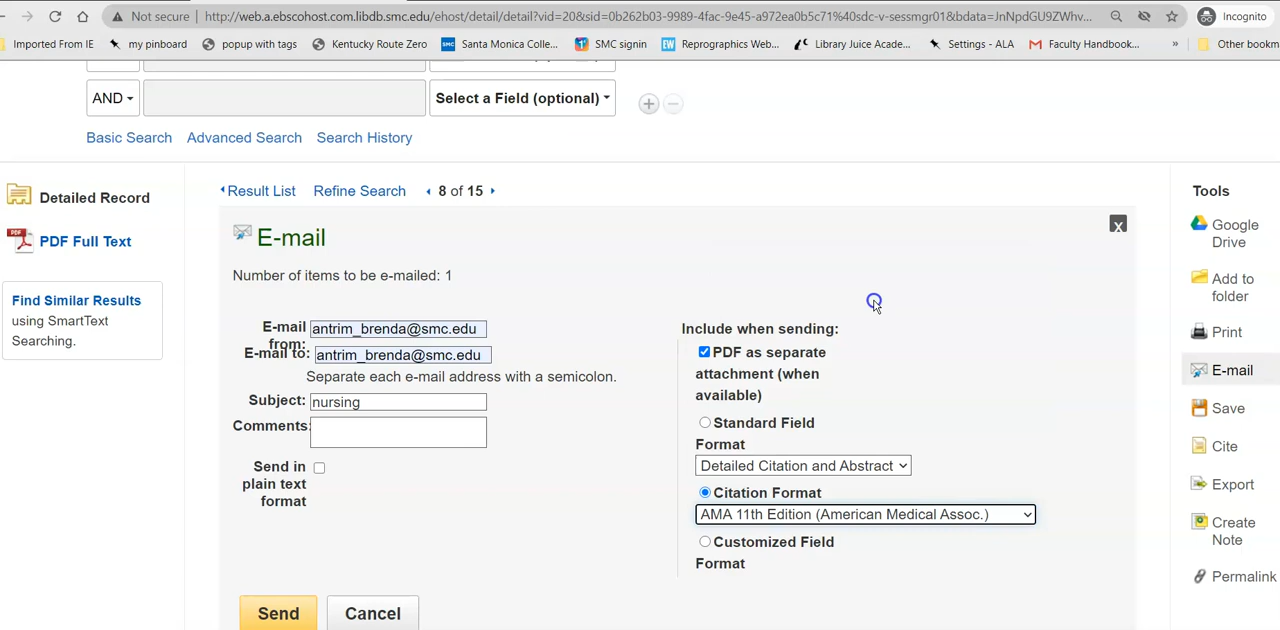 Not secure | http://web.a.ebscohost.com.libdb.smc.edu/ehost/detail/detail?vid=20&sid=0b262b03-9989-4fac-9e45-a972ea0b5c71%40sdc-v-sessmgr01&bdata=JnNpdGU9ZWhv... Incognito
Imported From IE my pinboard popup with tags Kentucky Route Zero SMC Santa Monica Colle... SMC signin EW Reprographics Web... Library Juice Acade... Settings - ALA Faculty Handbook... » Other bookm
AND Select a Field (optional)
Basic Search Advanced Search Search History
Detailed Record
PDF PDF Full Text
Find Similar Results
using SmartText
Searching.
Result List Refine Search 8 of 15
E-mail
x
Number of items to be e-mailed: 1
E-mail from: antrim_brenda@smc.edu
E-mail to: antrim_brenda@smc.edu
Separate each e-mail address with a semicolon.
Subject: nursing
Comments:
Send in
plain text
format
Include when sending:
PDF as separate
attachment (when
available)
Standard Field
Format
Detailed Citation and Abstract
Citation Format
AMA 11th Edition (American Medical Assoc.)
Customized Field
Format
Send Cancel
Tools
Google
Drive
Add to
folder
Print
E-mail
Save
Cite
Export
Create
Note
Permalink